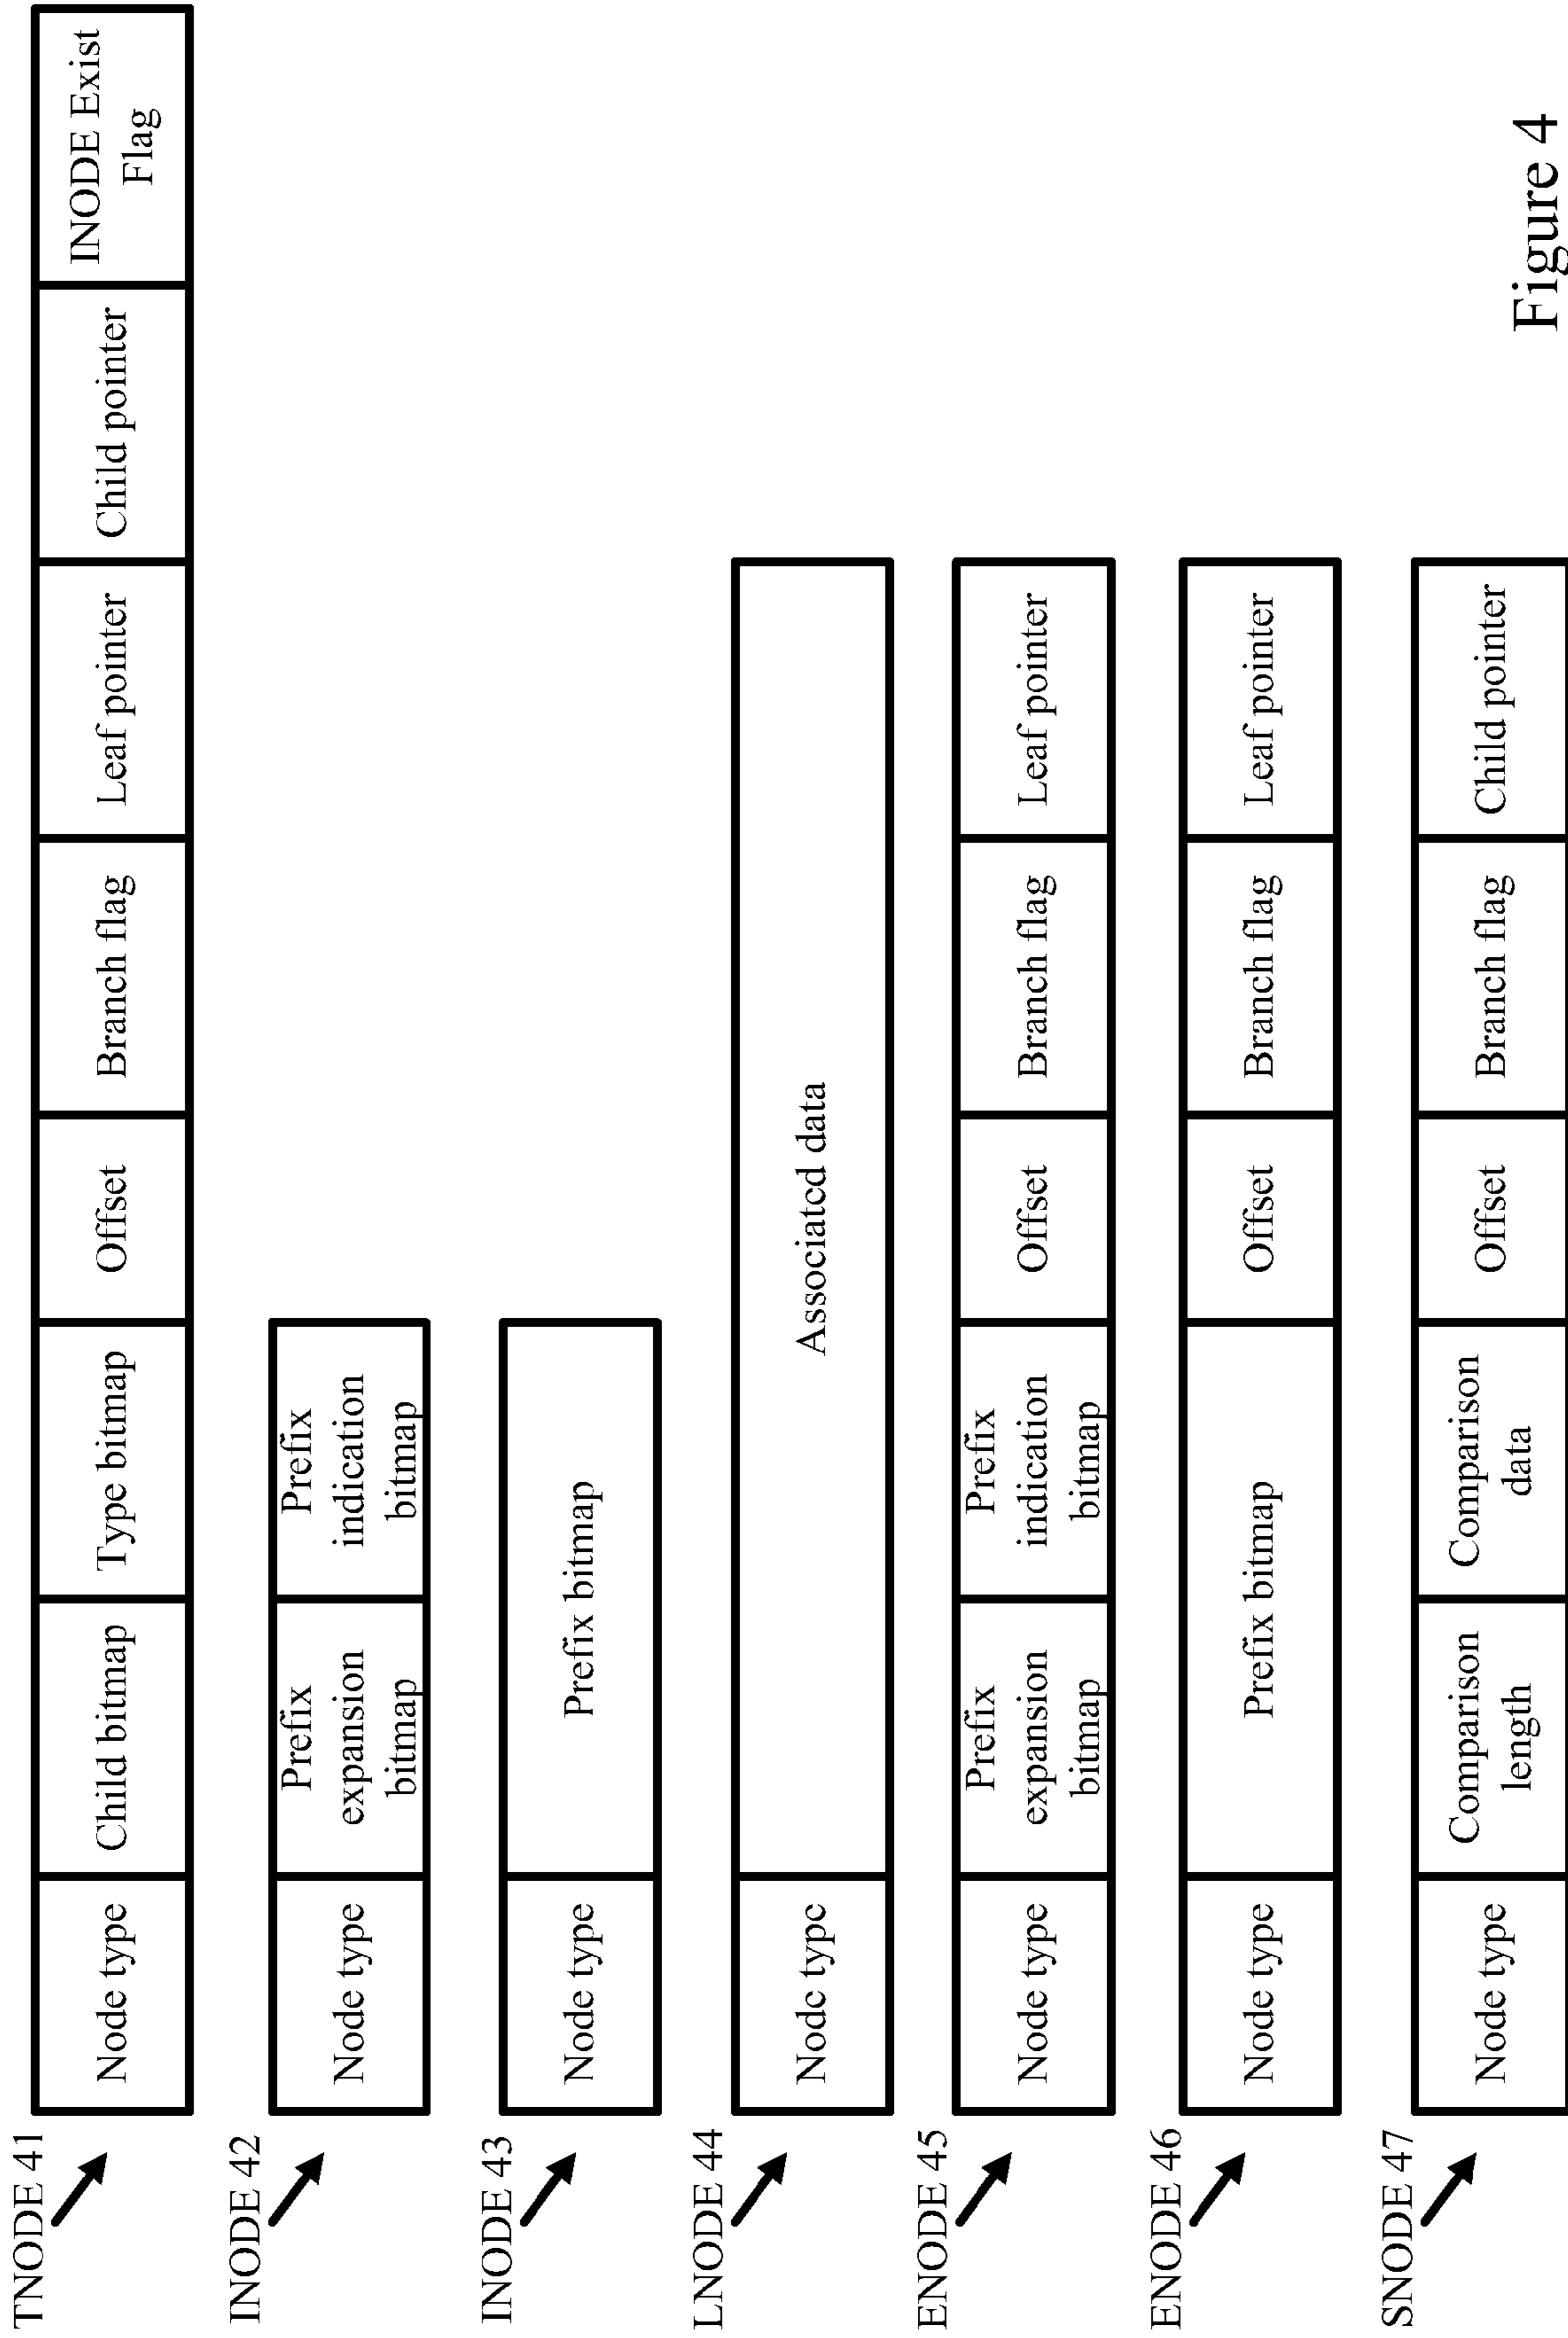 TNODE 41
Node type
Child bitmap
Type bitmap
Offset
Branch flag
Leaf pointer
Child pointer
INODE Exist
Flag
INODE 42
Node type
Prefix
expansion
bitmap
Prefix
indication
bitmap
INODE 43
Node type
Prefix bitmap
LNODE 44
Node type
Associated data
ENODE 45
Node type
Prefix
expansion
bitmap
Prefix
indication
bitmap
Offset
Branch flag
Leaf pointer
ENODE 46
Node type
Prefix bitmap
Offset
Branch flag
Leaf pointer
SNODE 47
Node type
Comparison
length
Comparison
data
Offset
Branch flag
Child pointer
Figure 4